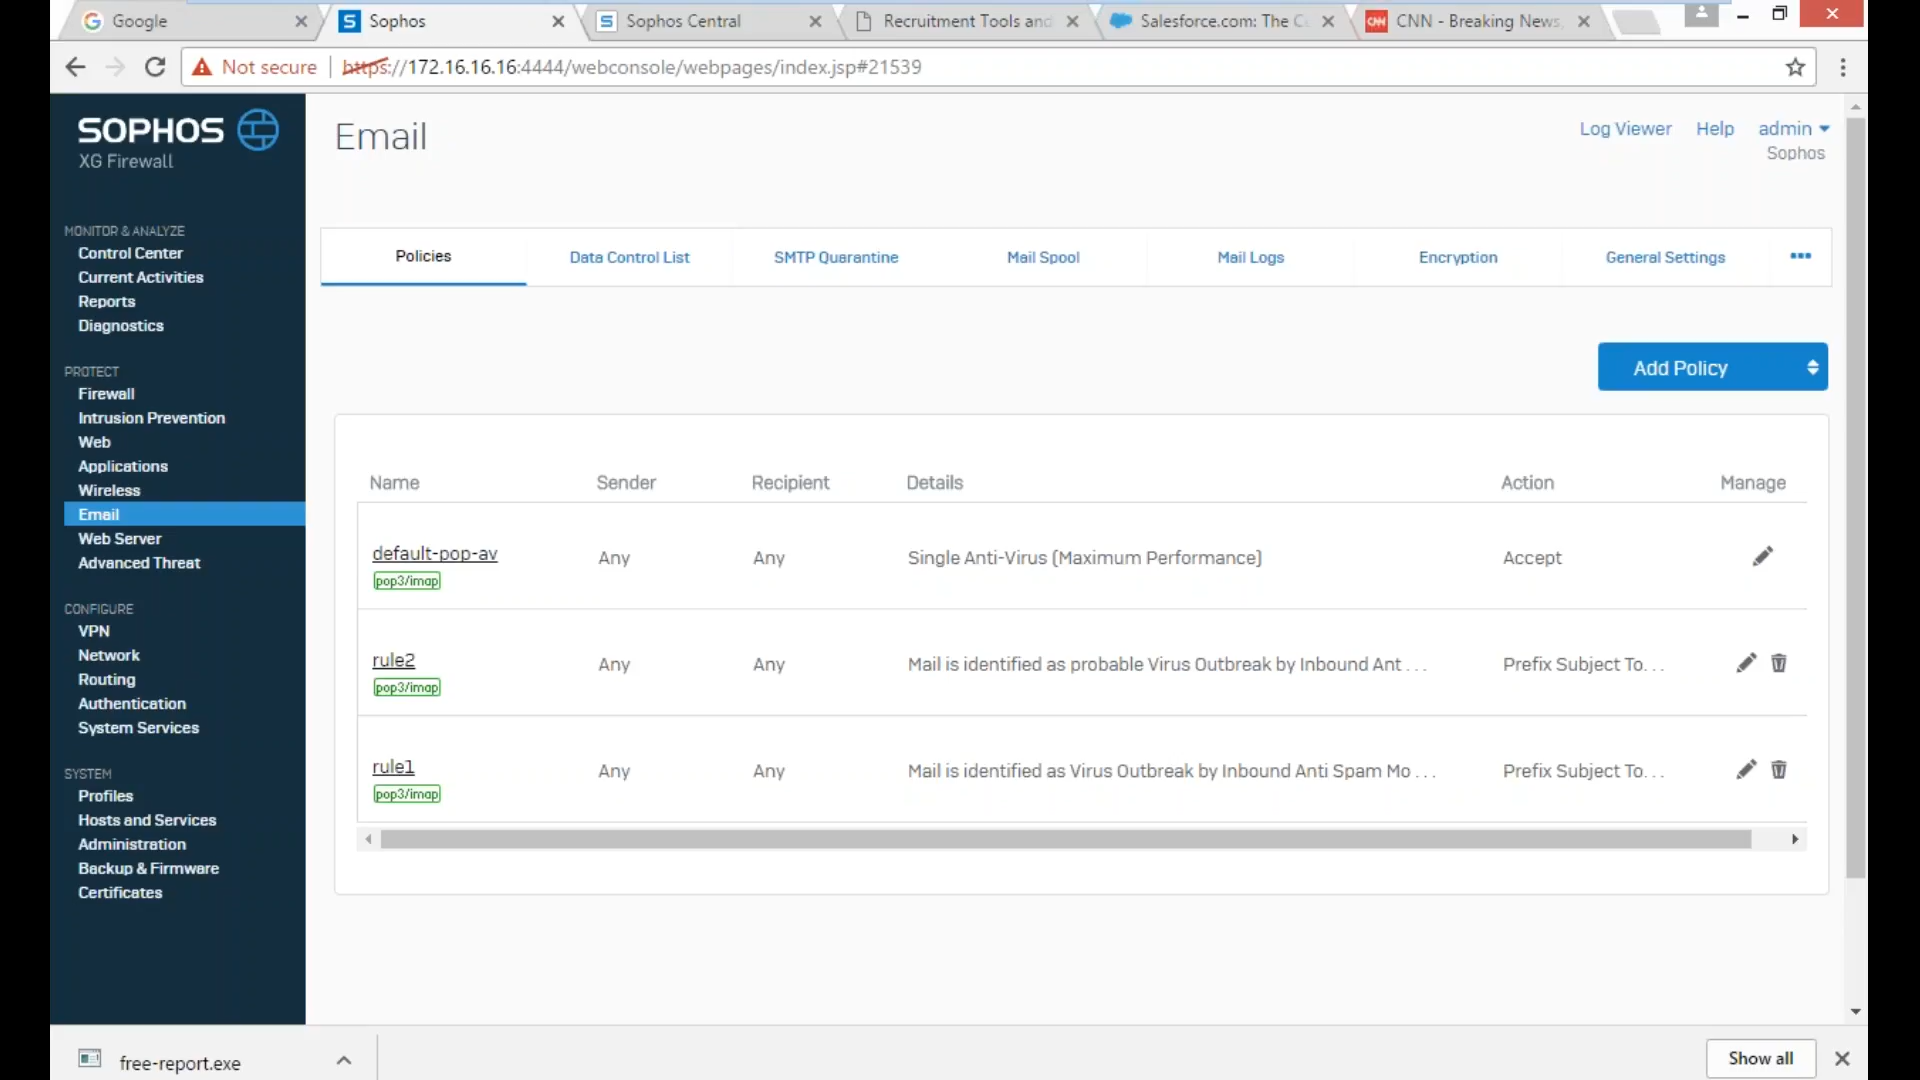 Google
Sophos
Sophos Central
Recruitment Tools and
Salesforce.com: The C
CNN - Breaking News,
Not secure
https://172.16.16.16:4444/webconsole/webpages/index.jsp#21539
SOPHOS
XG Firewall
MONITOR & ANALYZE
Control Center
Current Activities
Reports
Diagnostics
PROTECT
Firewall
Intrusion Prevention
Web
Applications
Wireless
Email
Web Server
Advanced Threat
CONFIGURE
VPN
Network
Routing
Authentication
System Services
SYSTEM
Profiles
Hosts and Services
Administration
Backup & Firmware
Certificates
Email
Log Viewer
Help
admin
Sophos
Policies
Data Control List
SMTP Quarantine
Mail Spool
Mail Logs
Encryption
General Settings
Add Policy
Name Sender Recipient Details Action Manage
default-pop-av Any Any Single Anti-Virus (Maximum Performance) Accept
pop3/imap
rule2 Any Any Mail is identified as probable Virus Outbreak by Inbound Ant ... Prefix Subject To...
pop3/imap
rule1 Any Any Mail is identified as Virus Outbreak by Inbound Anti Spam Mo ... Prefix Subject To...
pop3/imap
free-report.exe
Show all